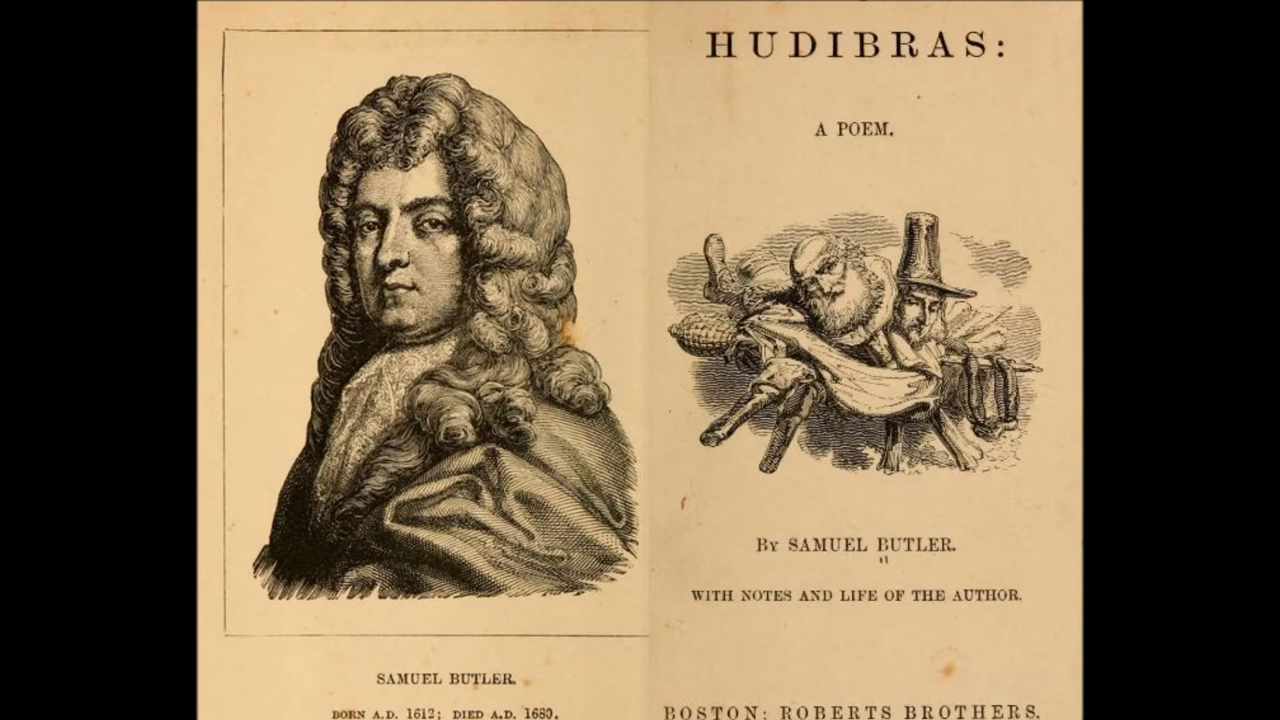 SAMUEL BUTLER.
BORN A.D. 1612; DIED A.D. 1680.
HUDIBRAS:
A POEM.
BY SAMUEL BUTLER.
WITH NOTES AND LIFE OF THE AUTHOR.
BOSTON: ROBERTS BROTHERS.